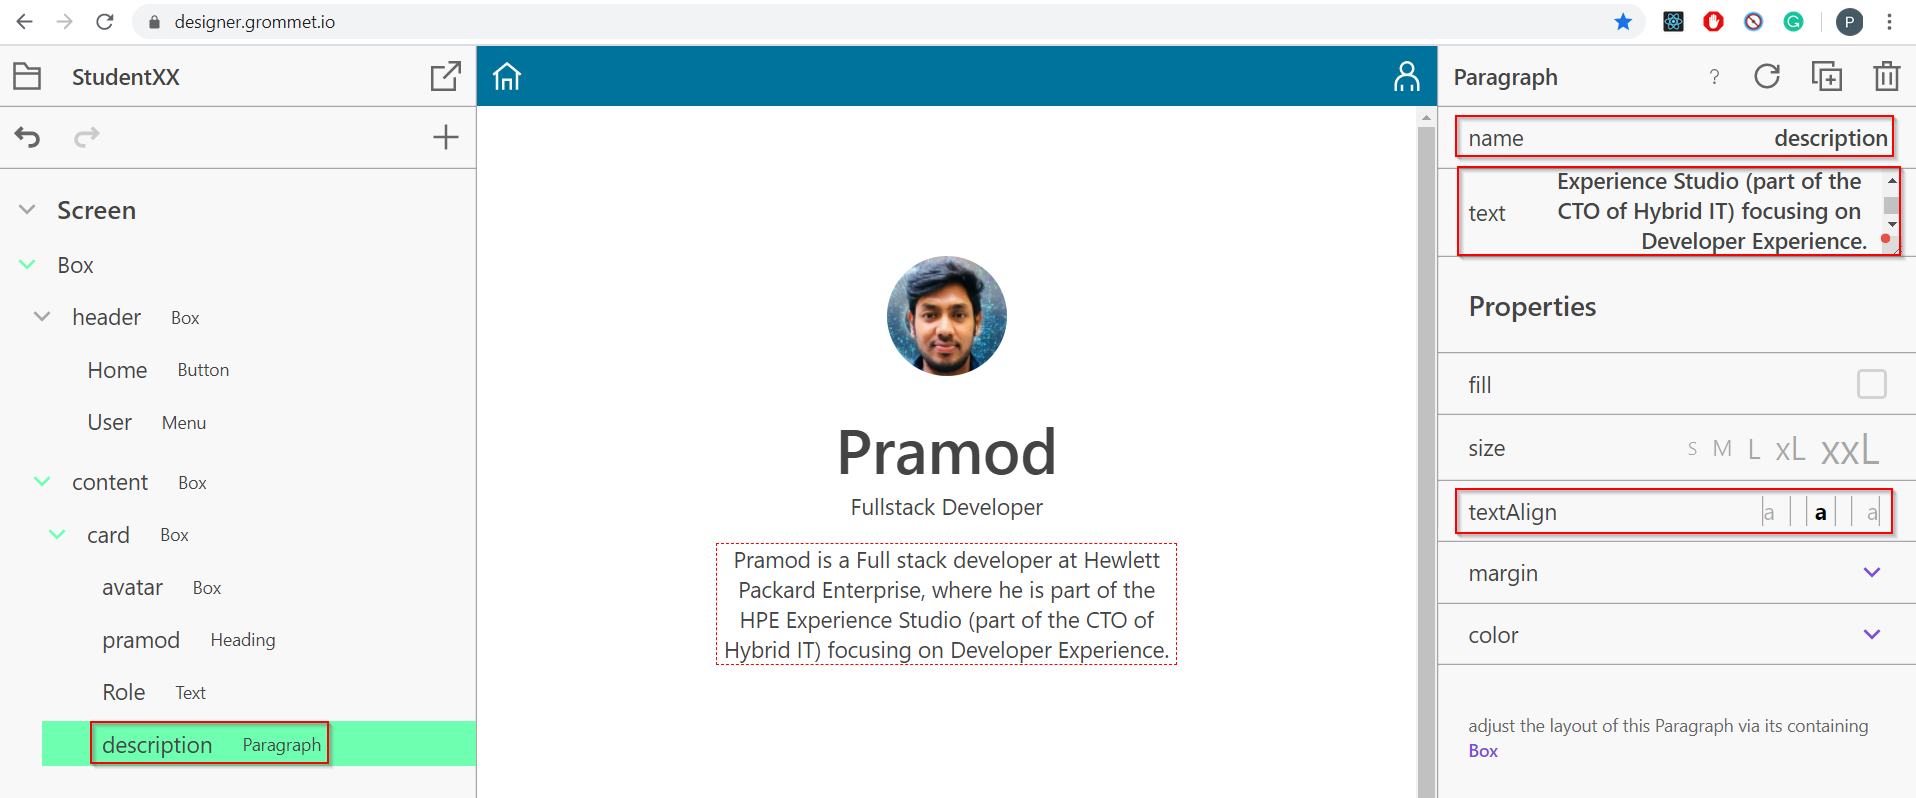 designer.grommet.io
P
StudentXX
Screen
Box
header Box
Home Button
User Menu
content Box
card Box
avatar Box
pramod Heading
Role Text
description Paragraph
Pramod
Fullstack Developer
Pramod is a Full stack developer at Hewlett
Packard Enterprise, where he is part of the
HPE Experience Studio (part of the CTO of
Hybrid IT) focusing on Developer Experience.
Paragraph ?
name description
text
Experience Studio (part of the
CTO of Hybrid IT) focusing on
Developer Experience.
Properties
fill
size S M L xL xxL
textAlign a a a
margin
color
adjust the layout of this Paragraph via its containing
Box